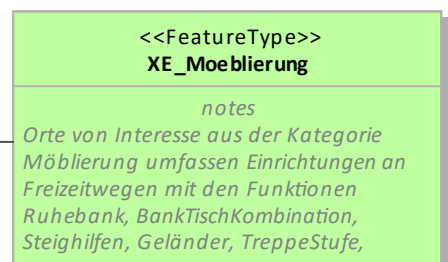 <<FeatureType>>
XE_Moeblierung
notes
Orte von Interesse aus der Kategorie
Möblierung umfassen Einrichtungen an
Freizeitwegen mit den Funktionen
Ruhebank, BankTischKombination,
Steighilfen, Geländer, TreppeStufe,